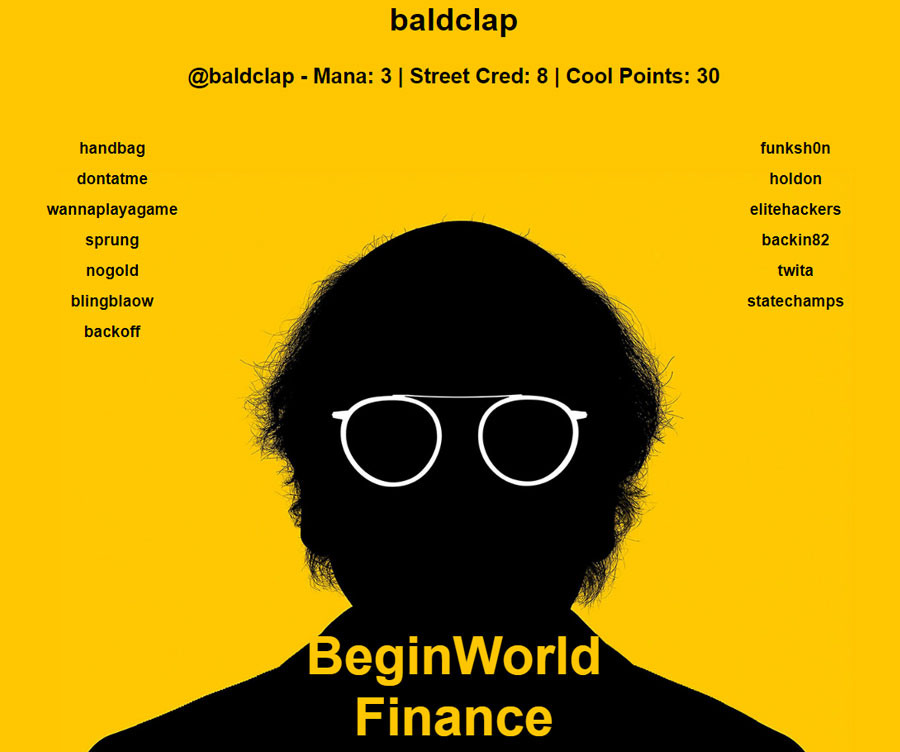 baldclap
@baldclap - Mana: 3 | Street Cred: 8 | Cool Points: 30
handbag
dontatme
wannaplayagame
sprung
nogold
blingblaow
backoff
funksh0n
holdon
elitehackers
backin82
twita
statechamps
BeginWorld
Finance